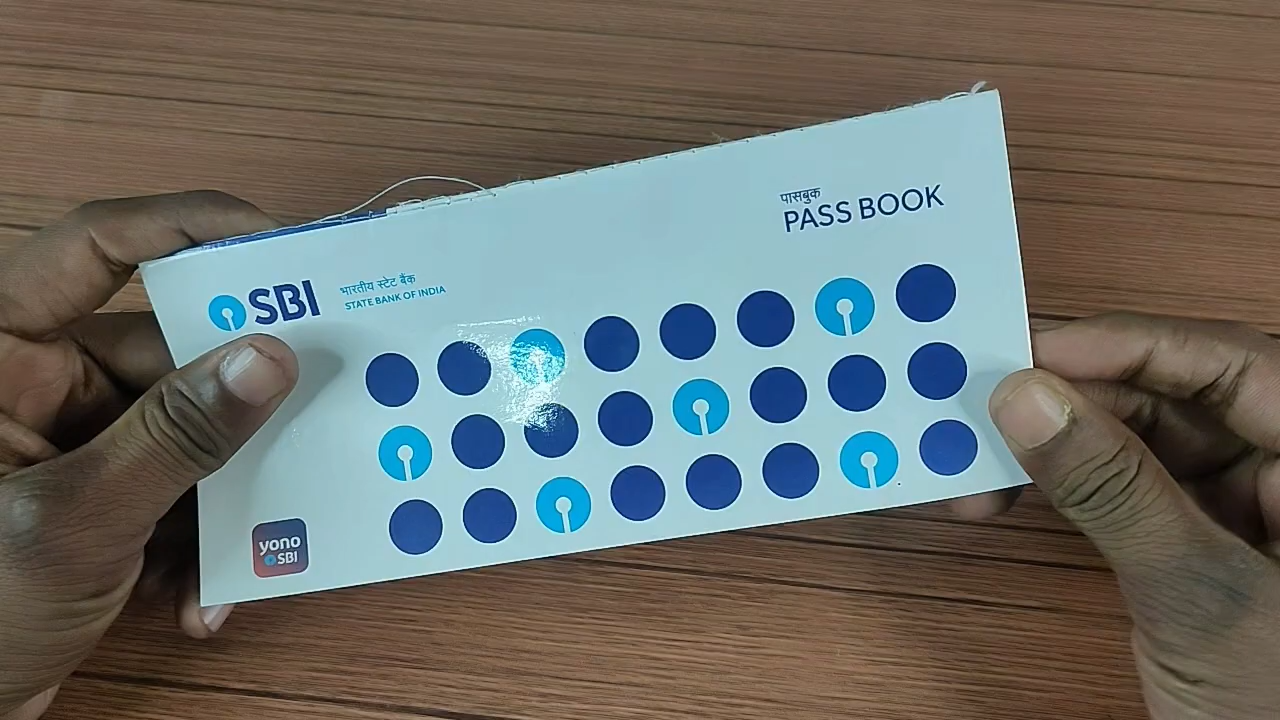 पासबुक
PASS BOOK
SBI
भारतीय स्टेट बैंक
STATE BANK OF INDIA
yono
SBI